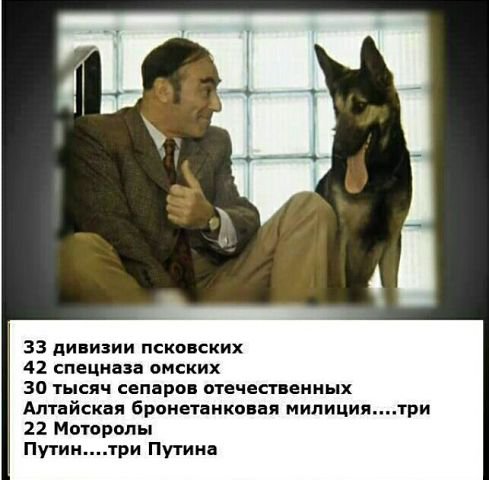 33 дивизии псковских
42 спецназа омских
30 тысяч сепаров отечественных
Алтайская бронетанковая милиция....три
22 Моторолы
Путин....три Путина